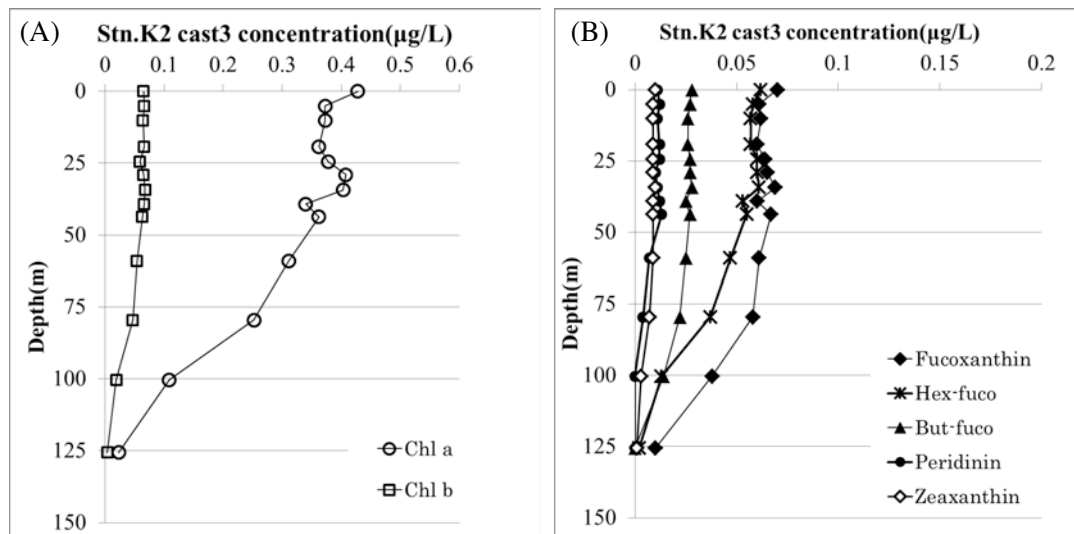 (A)
Stn.K2 cast3 concentration(µg/L)
0 0.1 0.2 0.3 0.4 0.5 0.6
0
25
50
75
100
125
150
Depth(m)
Chl a
Chl b
(B)
Stn.K2 cast3 concentration(µg/L)
0 0.05 0.1 0.15 0.2
0
25
50
75
100
125
150
Depth(m)
Fucoxanthin
Hex-fuco
But-fuco
Peridinin
Zeaxanthin